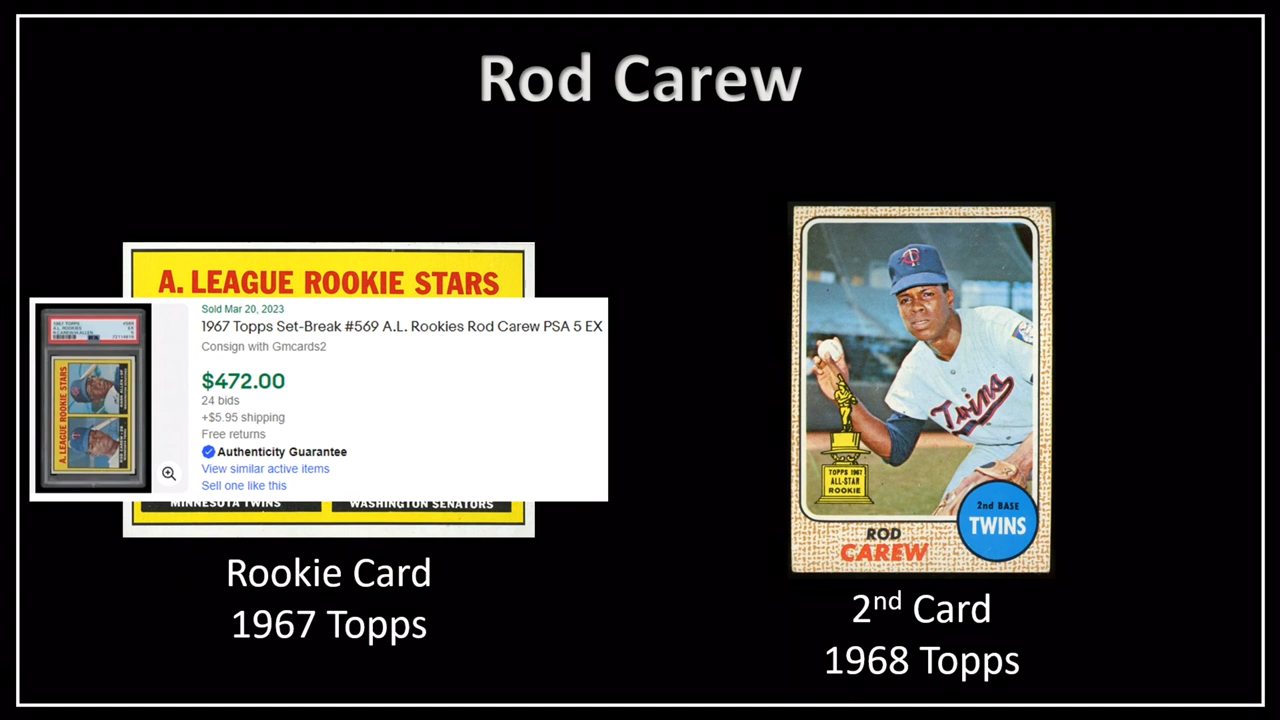 Rod Carew
A. LEAGUE ROOKIE STARS
Sold Mar 20, 2023
1967 Topps Set-Break #569 A.L. Rookies Rod Carew PSA 5 EX
Consign with Gmcards2
$472.00
24 bids
+$5.95 shipping
Free returns
Authenticity Guarantee
View similar active items
Sell one like this
A. LEAGUE ROOKIE STARS
MINNESOTA TWINS
WASHINGTON SENATORS
Rookie Card
1967 Topps
Twins
TOPPS 1967
ALL-STAR
ROOKIE
2nd BASE
TWINS
ROD
CAREW
2nd Card
1968 Topps